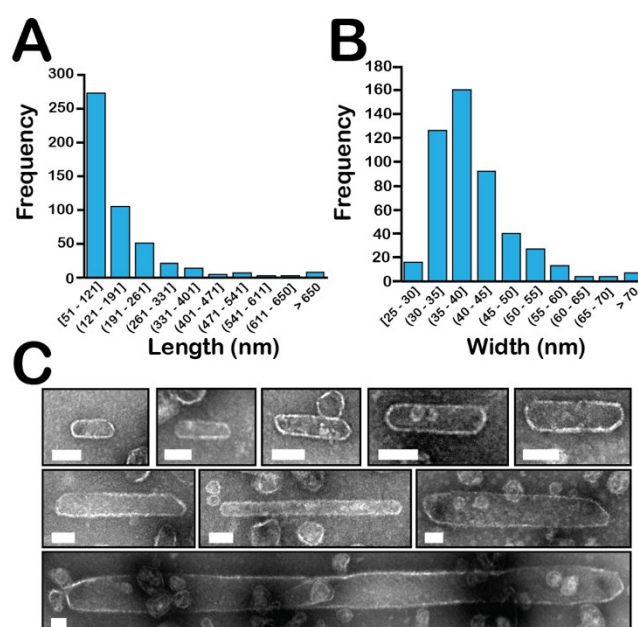 A
B
Frequency
300
250
200
150
100
50
0
[51 - 121]
(121 - 191]
(191 - 261]
(261 - 331]
(331 - 401]
(401 - 471]
(471 - 541]
(541 - 611]
(611 - 650]
> 650
Length (nm)
Frequency
180
160
140
120
100
80
60
40
20
0
[25 - 30]
(30 - 35]
(35 - 40]
(40 - 45]
(45 - 50]
(50 - 55]
(55 - 60]
(60 - 65]
(65 - 70]
> 70
Width (nm)
C